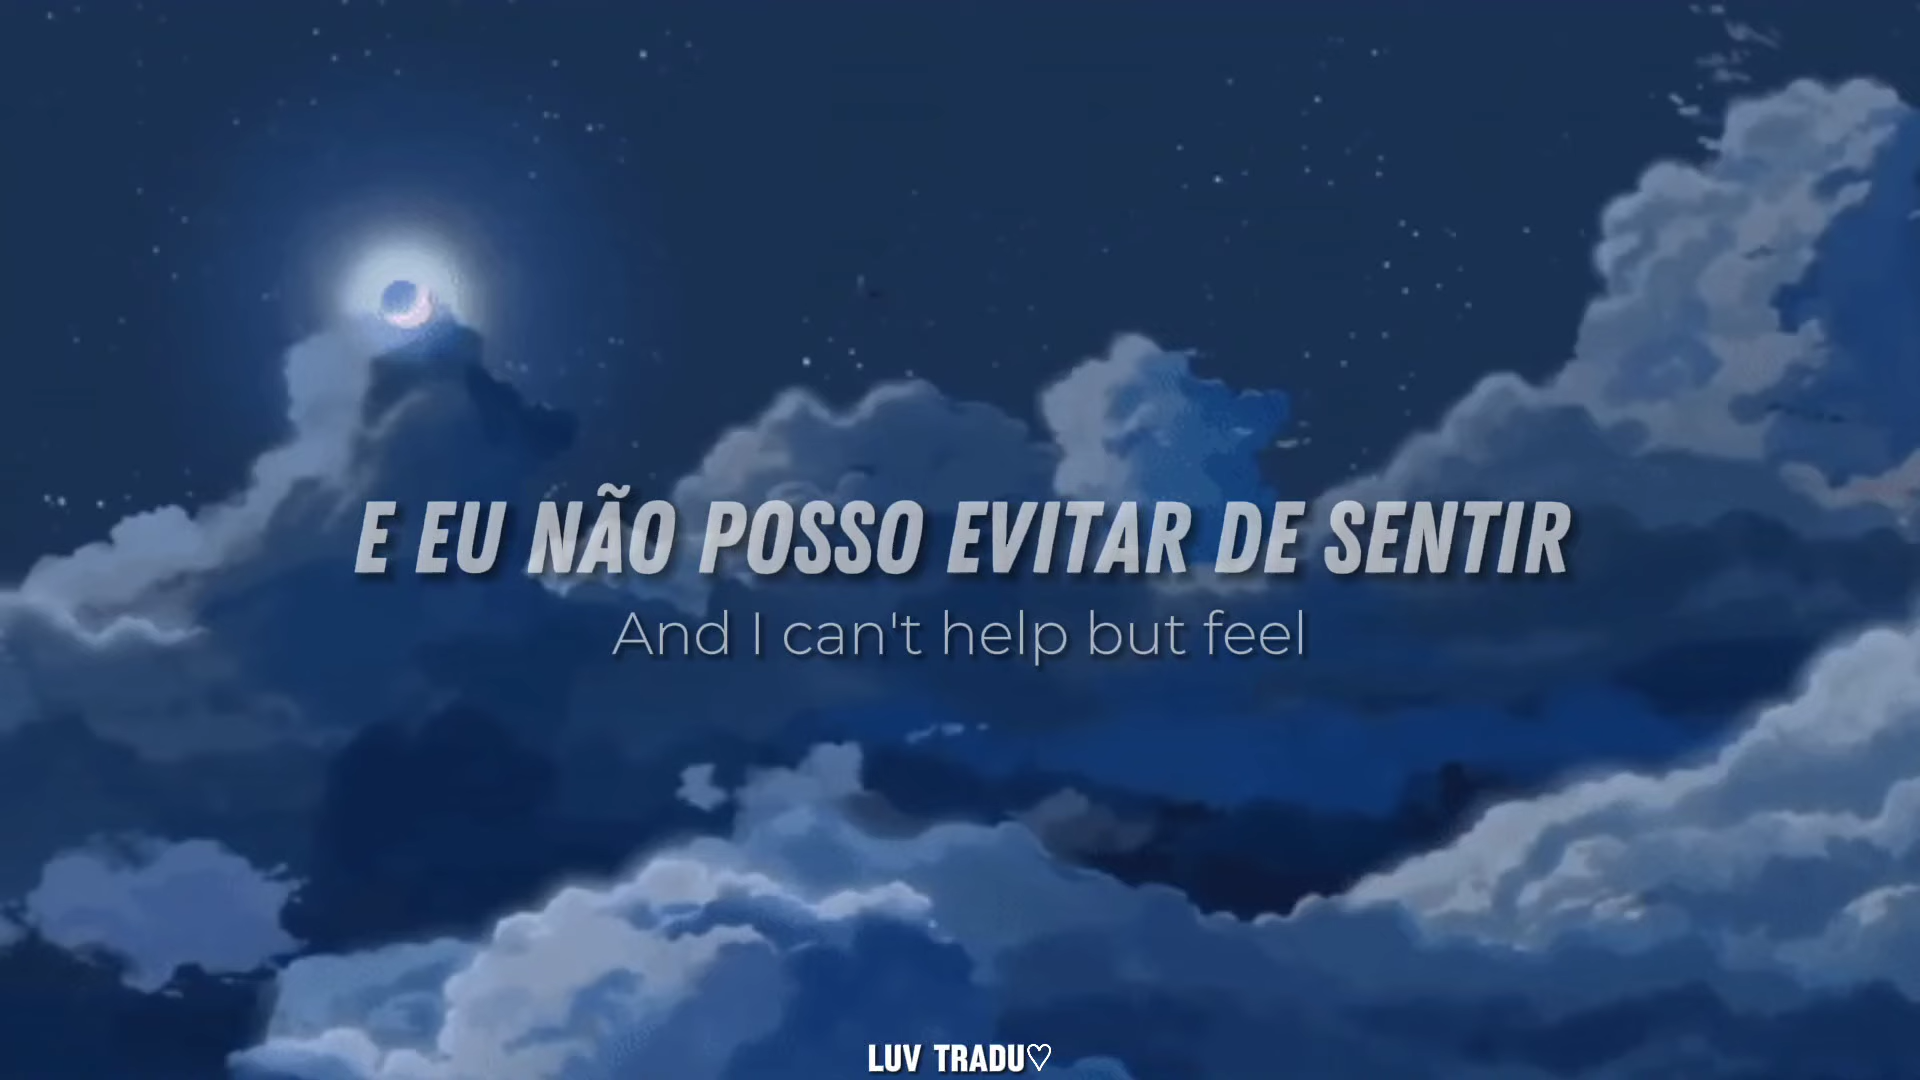 E EU NÃO POSSO EVITAR DE SENTIR
And I can't help but feel
LUV TRADU♡